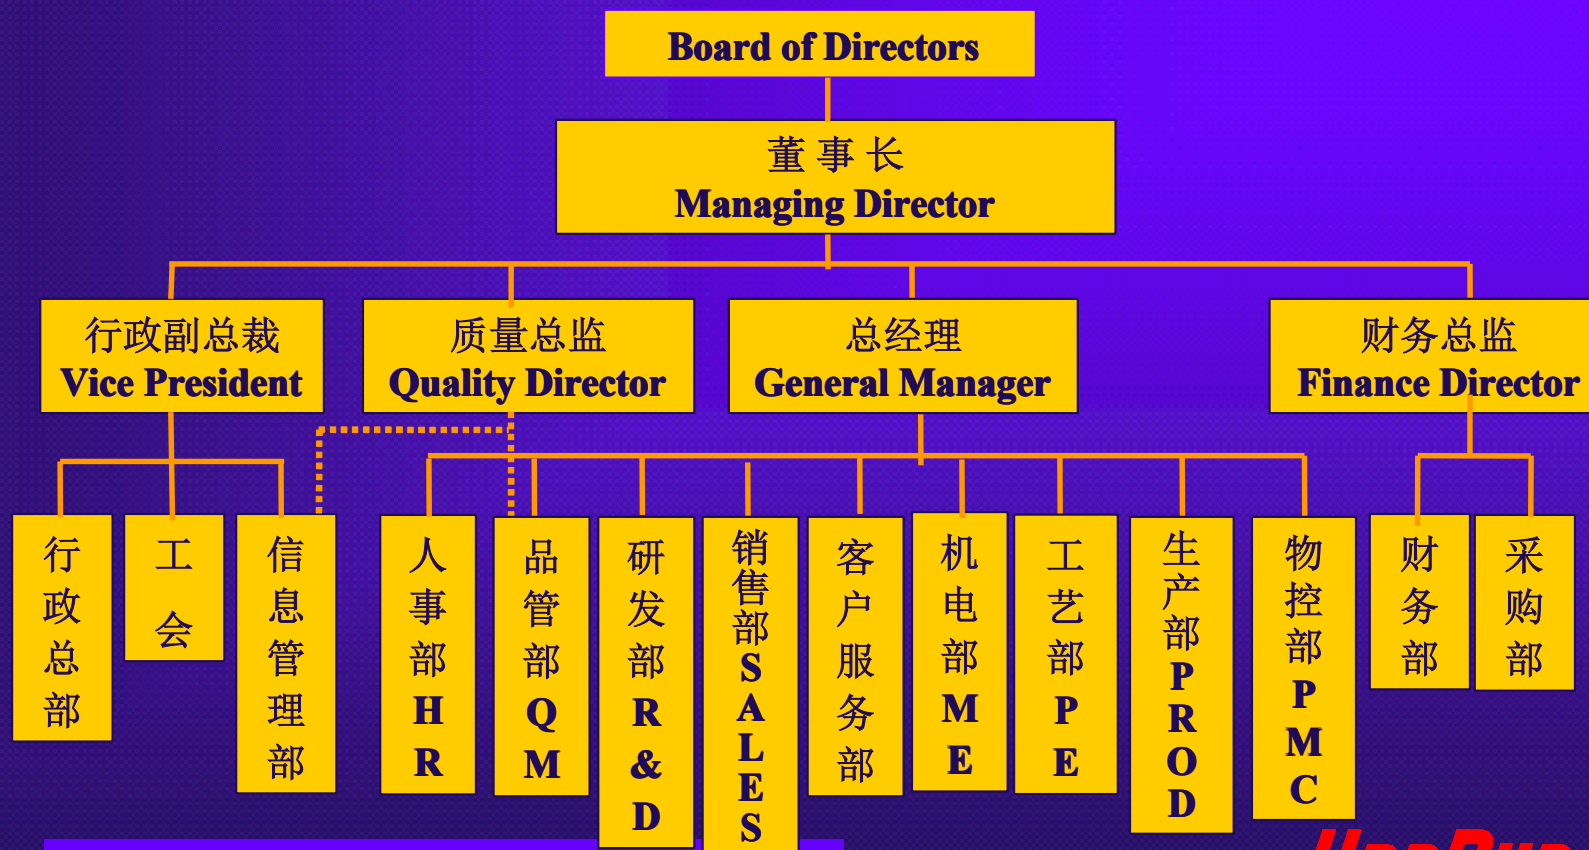 Board of Directors
董事长
Managing Director
行政副总裁
Vice President
质量总监
Quality Director
总经理
General Manager
财务总监
Finance Director
行政总部
工会
信息管理部
人事部HR
品管部QM
研发部R&D
销售部SALES
客户服务部
机电部ME
工艺部PE
生产部PROD
物控部PMC
财务部
采购部